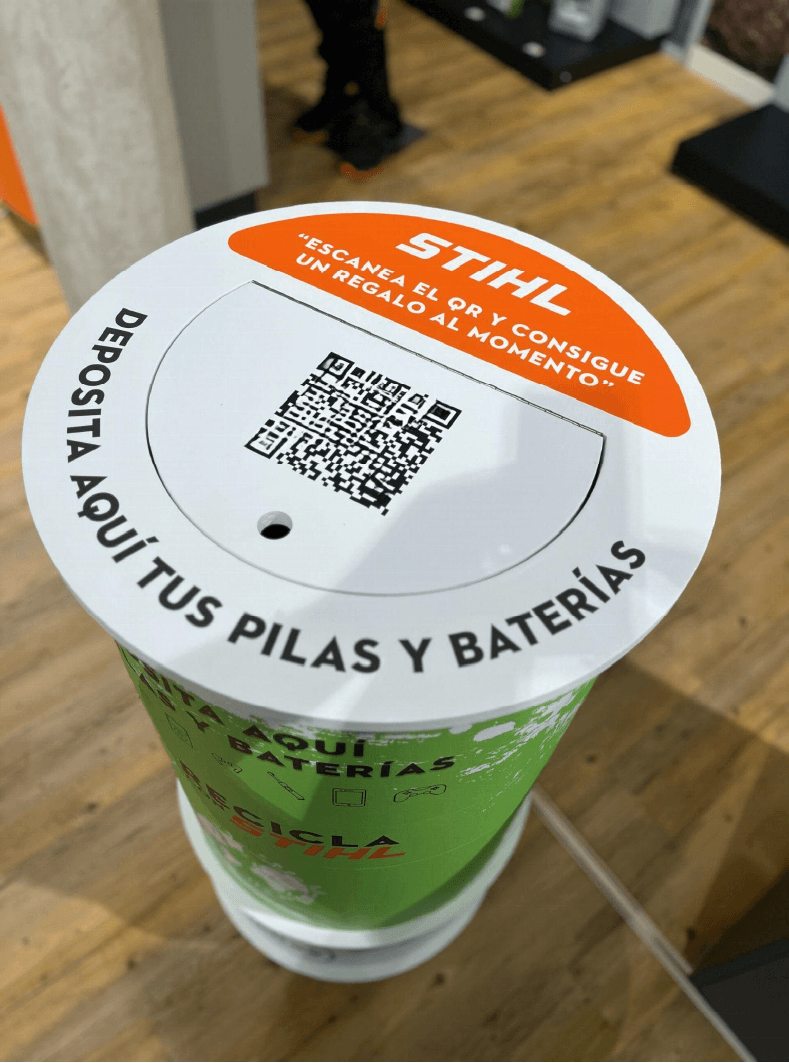 STIHL
“ESCANEA EL QR Y CONSIGUE
UN REGALO AL MOMENTO”
DEPOSITA AQUÍ TUS PILAS Y BATERÍAS
AQUÍ
Y BATERÍAS
RECICLA
STIHL